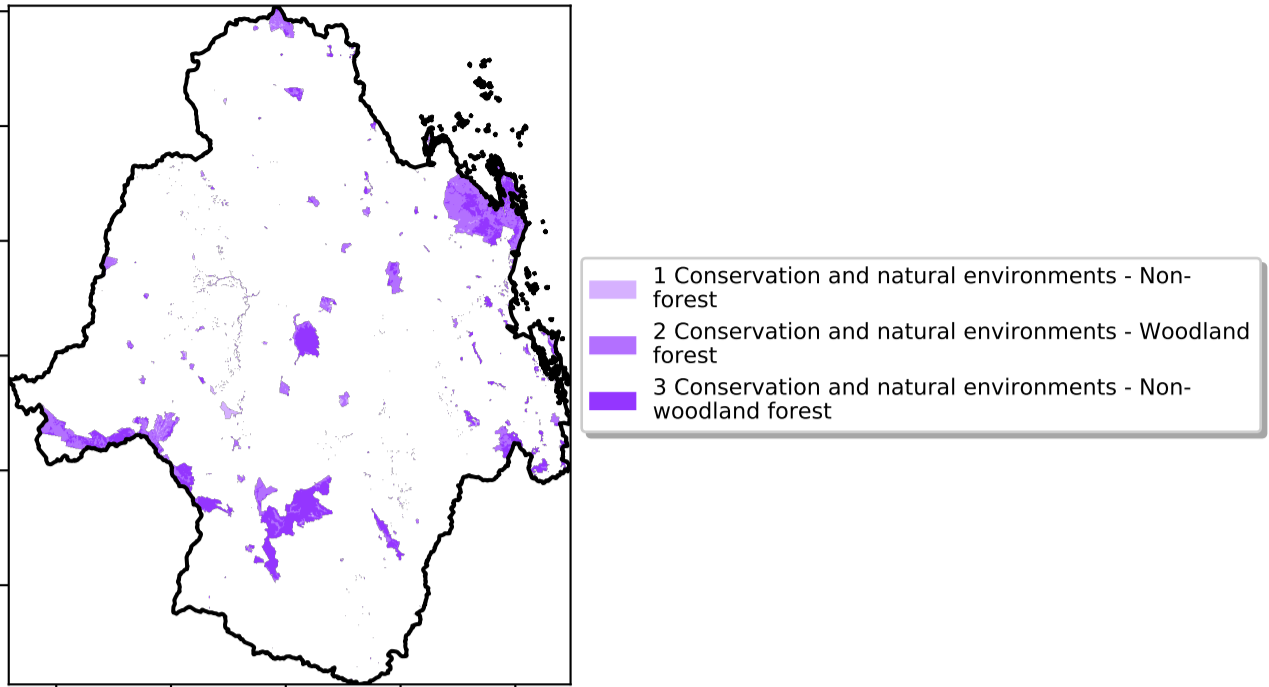 1 Conservation and natural environments - Non-
forest
2 Conservation and natural environments - Woodland
forest
3 Conservation and natural environments - Non-
woodland forest